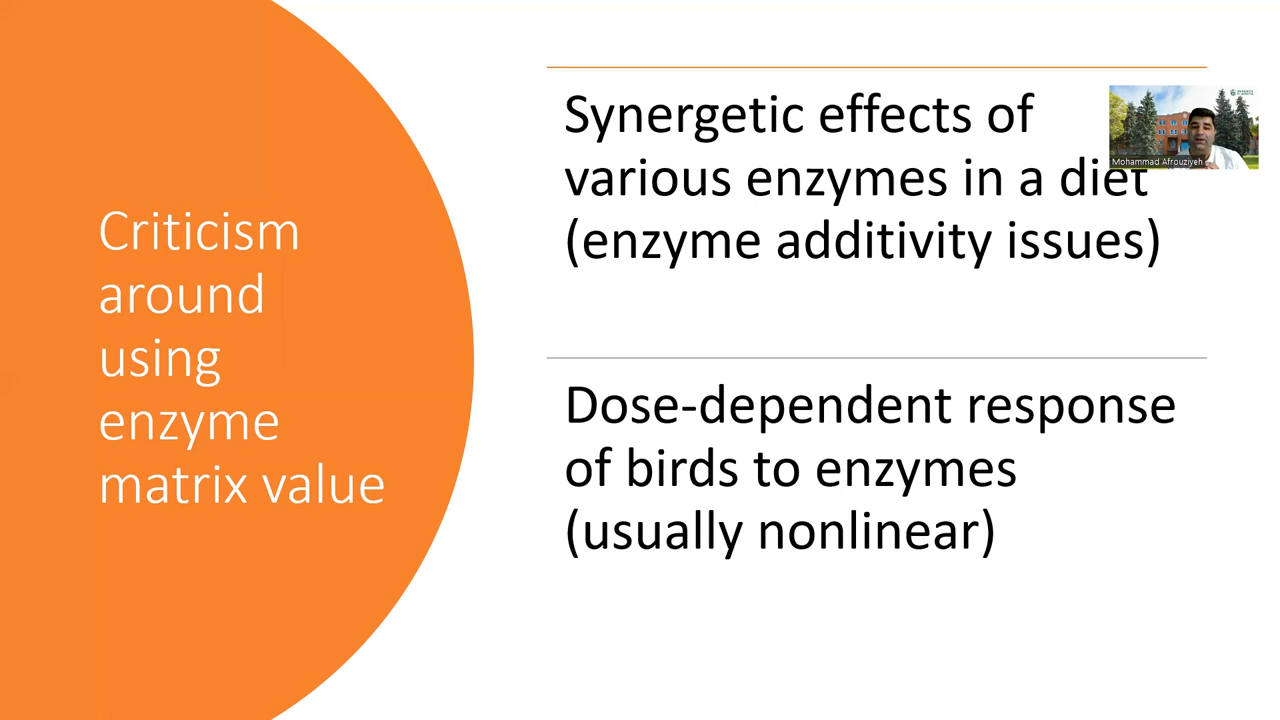 Criticism
around
using
enzyme
matrix value
Synergetic effects of
various enzymes in a diet
(enzyme additivity issues)
Dose-dependent response
of birds to enzymes
(usually nonlinear)
Mohammad Afrouziyeh